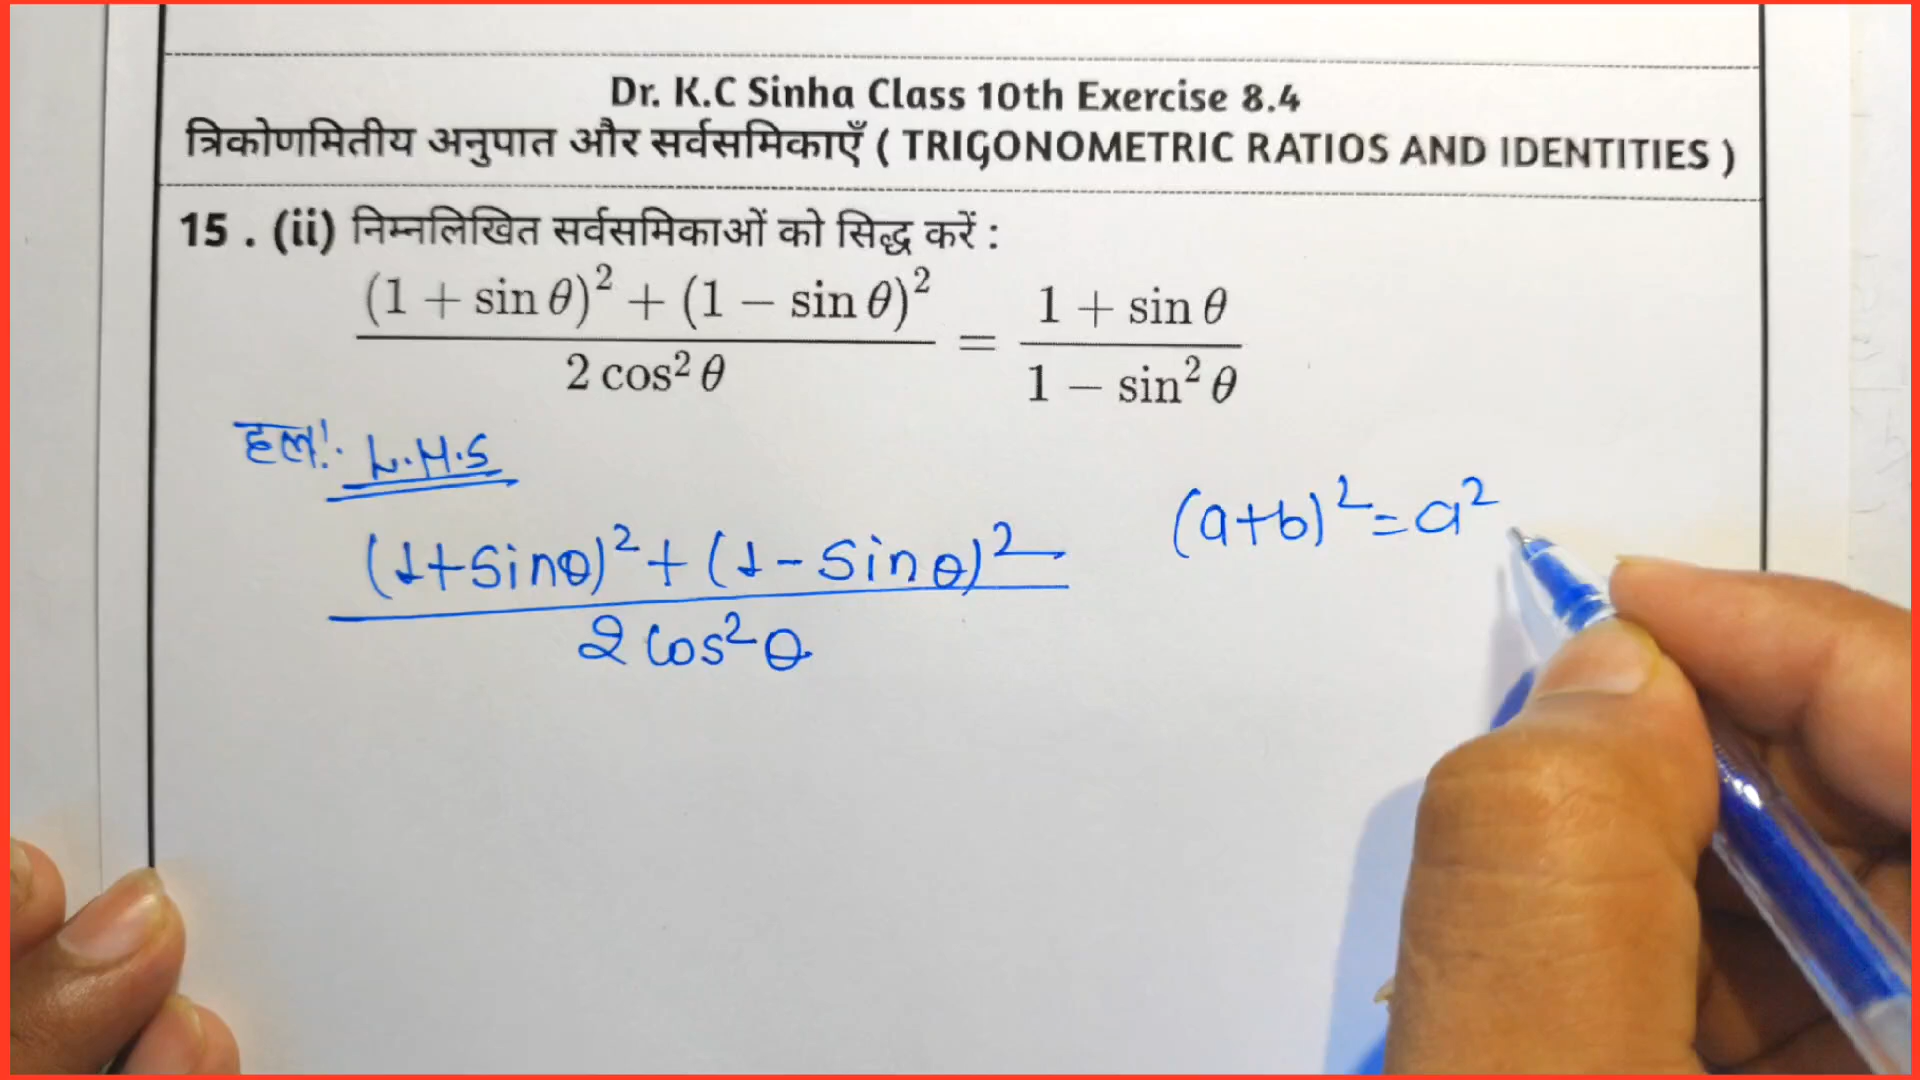 Dr. K.C Sinha Class 10th Exercise 8.4
त्रिकोणमितीय अनुपात और सर्वसमिकाएँ ( TRIGONOMETRIC RATIOS AND IDENTITIES )
15 . (ii) निम्नलिखित सर्वसमिकाओं को सिद्ध करें :
(1 + sin θ)² + (1 − sin θ)² / 2 cos² θ = 1 + sin θ / 1 − sin² θ
हल:. L.H.S
(1+sinθ)² + (1-sinθ)² / 2 cos² θ
(a+b)² = a²